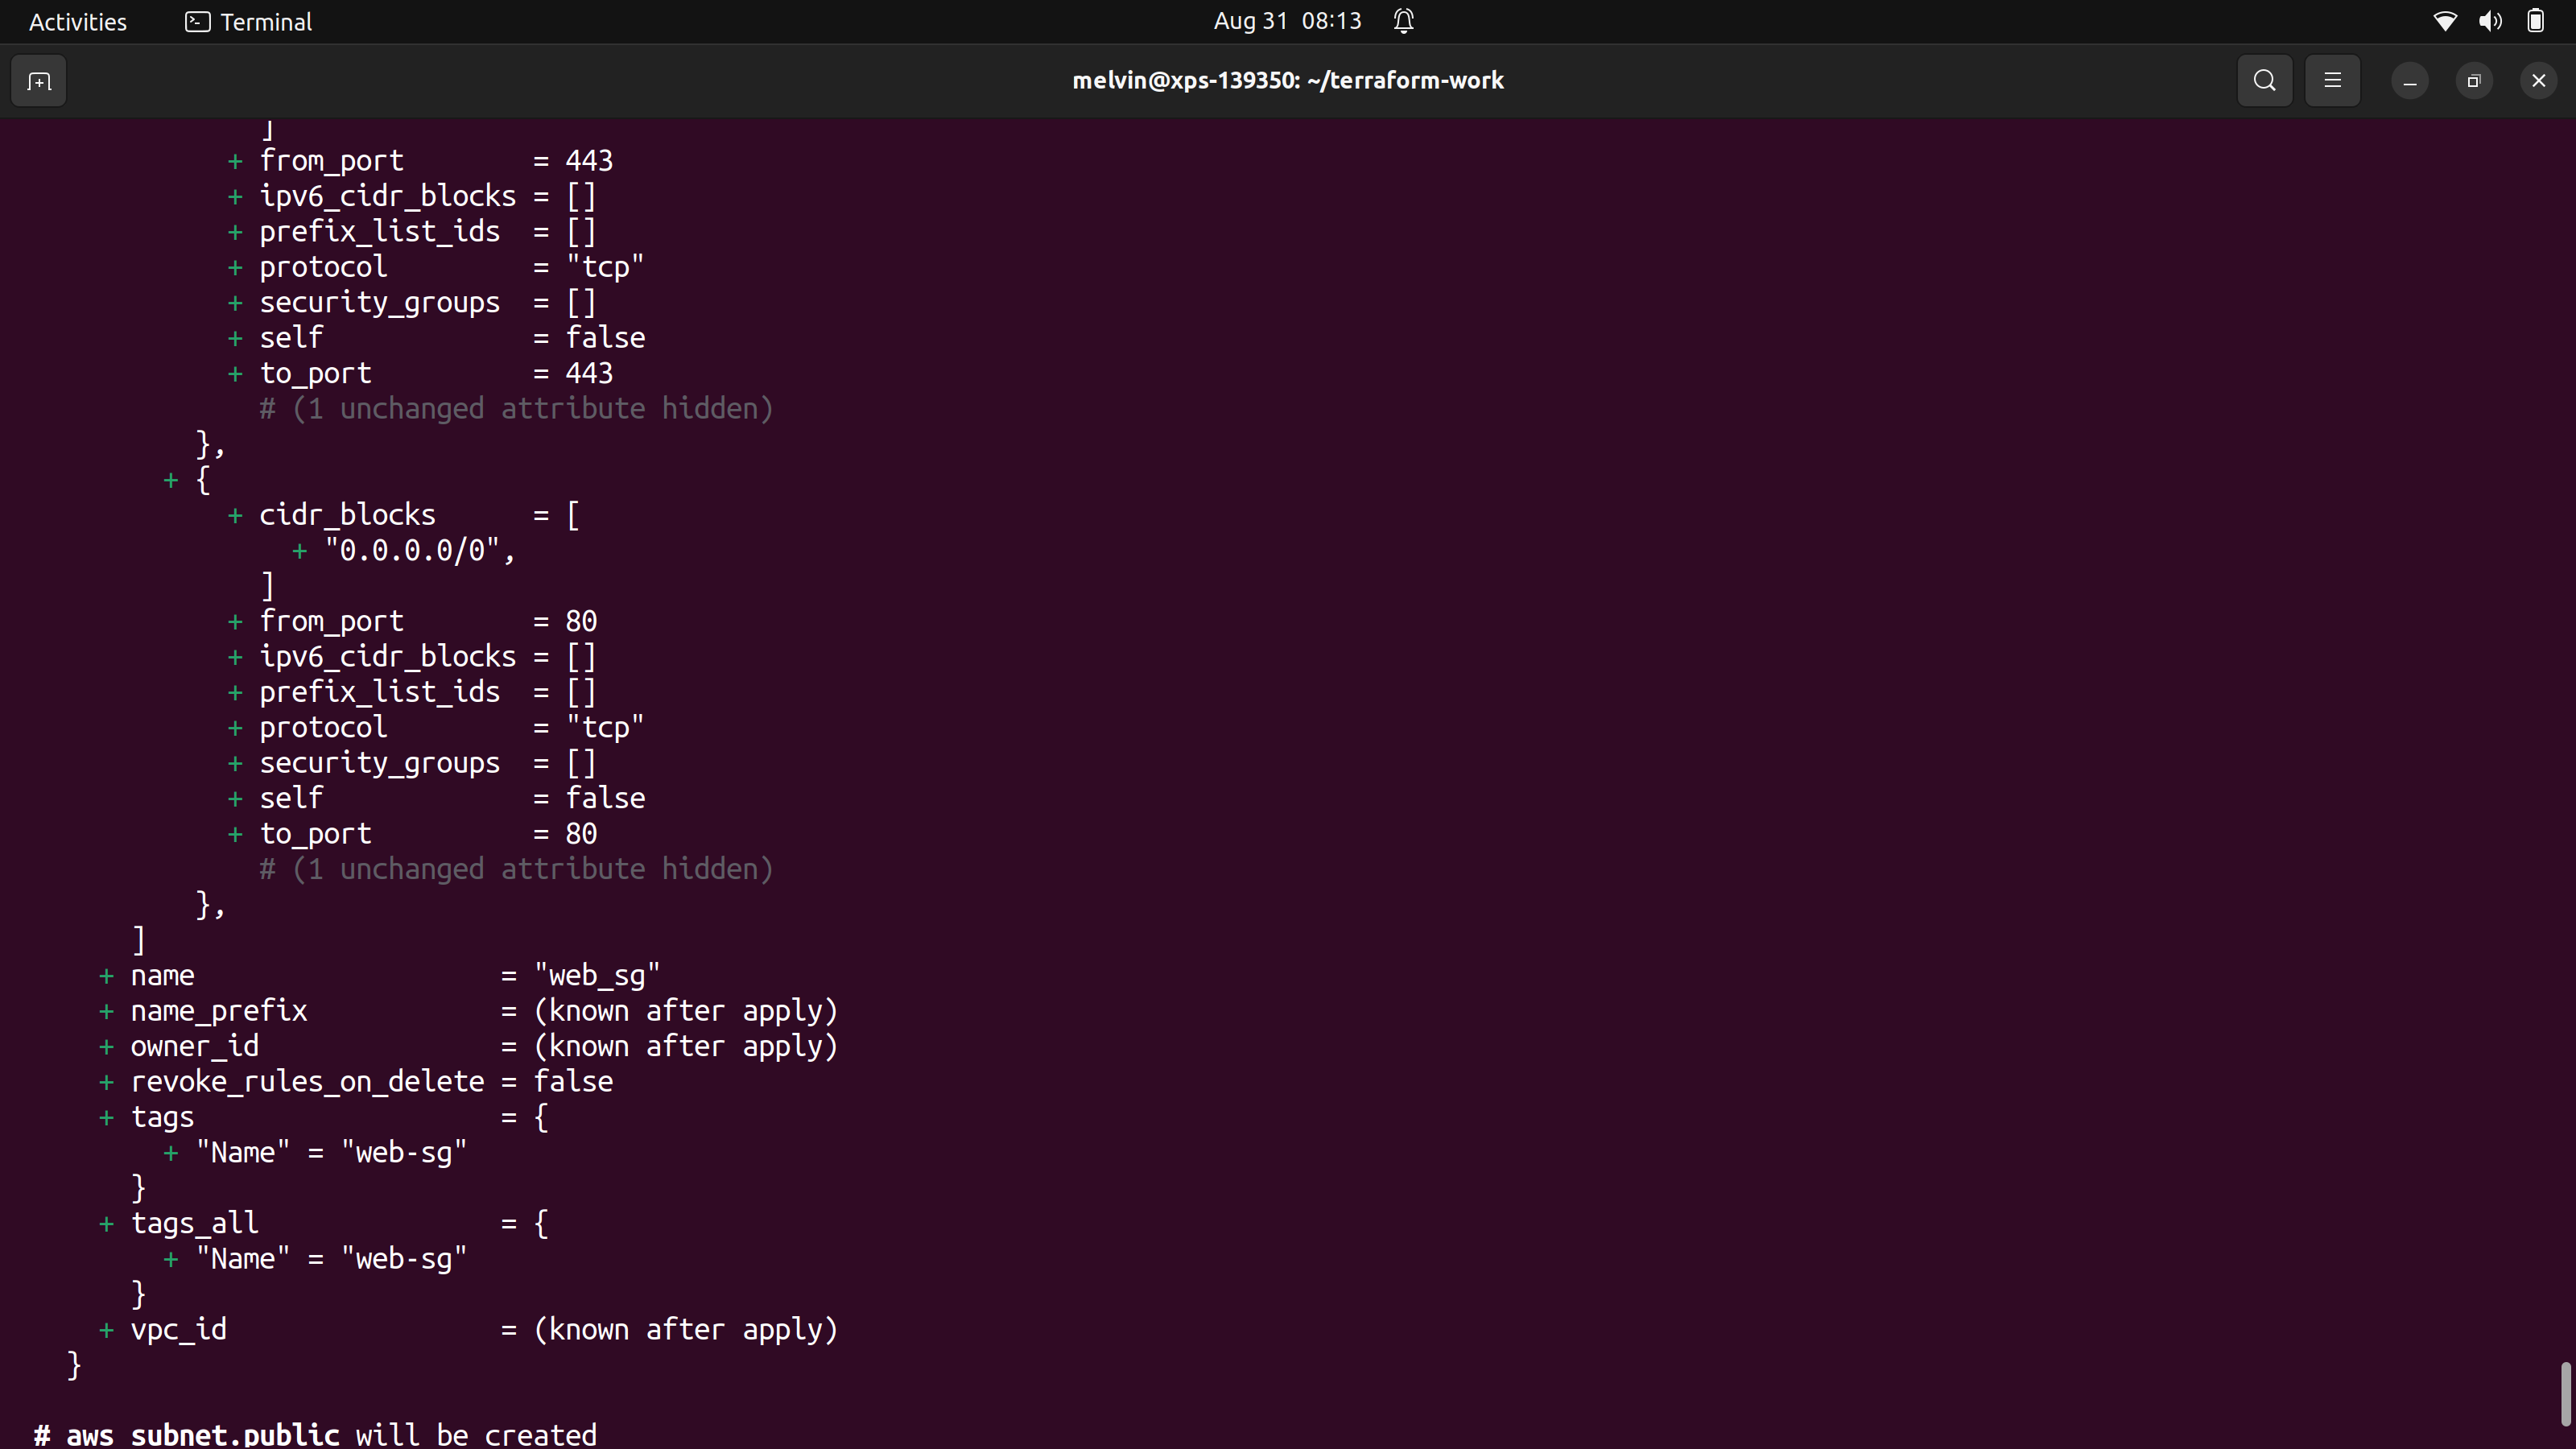 Activities
Terminal
Aug 31 08:13
melvin@xps-139350: ~/terraform-work
]
+ from_port        = 443
+ ipv6_cidr_blocks = []
+ prefix_list_ids  = []
+ protocol         = "tcp"
+ security_groups  = []
+ self             = false
+ to_port          = 443
# (1 unchanged attribute hidden)
},
+ {
+ cidr_blocks      = [
+ "0.0.0.0/0",
]
+ from_port        = 80
+ ipv6_cidr_blocks = []
+ prefix_list_ids  = []
+ protocol         = "tcp"
+ security_groups  = []
+ self             = false
+ to_port          = 80
# (1 unchanged attribute hidden)
},
]
+ name                   = "web_sg"
+ name_prefix            = (known after apply)
+ owner_id               = (known after apply)
+ revoke_rules_on_delete = false
+ tags                   = {
+ "Name" = "web-sg"
}
+ tags_all               = {
+ "Name" = "web-sg"
}
+ vpc_id                 = (known after apply)
}
# aws_subnet.public will be created